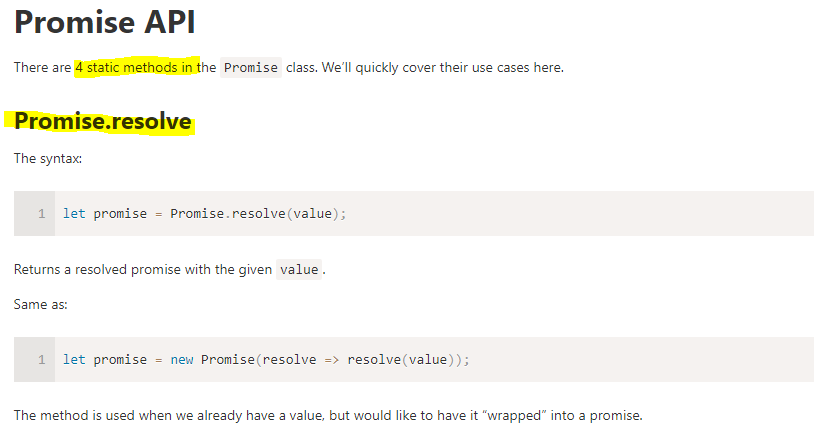 Promise API
There are 4 static methods in the Promise class. We’ll quickly cover their use cases here.
Promise.resolve
The syntax:
1 let promise = Promise.resolve(value);
Returns a resolved promise with the given value .
Same as:
1 let promise = new Promise(resolve => resolve(value));
The method is used when we already have a value, but would like to have it “wrapped” into a promise.